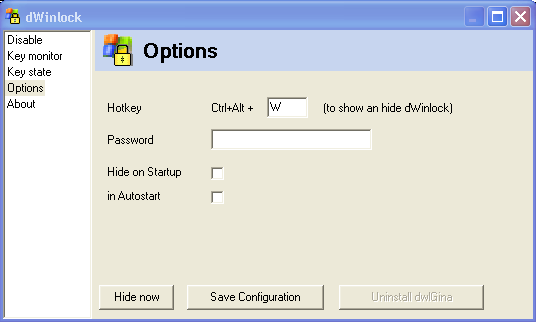 dWinlock
Disable
Key monitor
Key state
Options
About
Options
Hotkey Ctrl+Alt + W (to show an hide dWinlock)
Password
Hide on Startup
in Autostart
Hide now Save Configuration Uninstall dwlGina